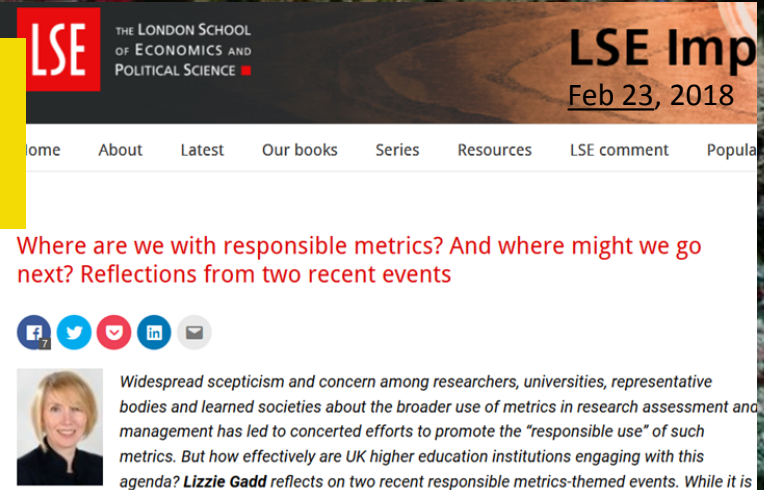 LSE
THE LONDON SCHOOL
OF ECONOMICS AND
POLITICAL SCIENCE
LSE Imp
Feb 23, 2018
ome
About
Latest
Our books
Series
Resources
LSE comment
Popula
Where are we with responsible metrics? And where might we go
next? Reflections from two recent events
7
Widespread scepticism and concern among researchers, universities, representative
bodies and learned societies about the broader use of metrics in research assessment and
management has led to concerted efforts to promote the “responsible use” of such
metrics. But how effectively are UK higher education institutions engaging with this
agenda? Lizzie Gadd reflects on two recent responsible metrics-themed events. While it is